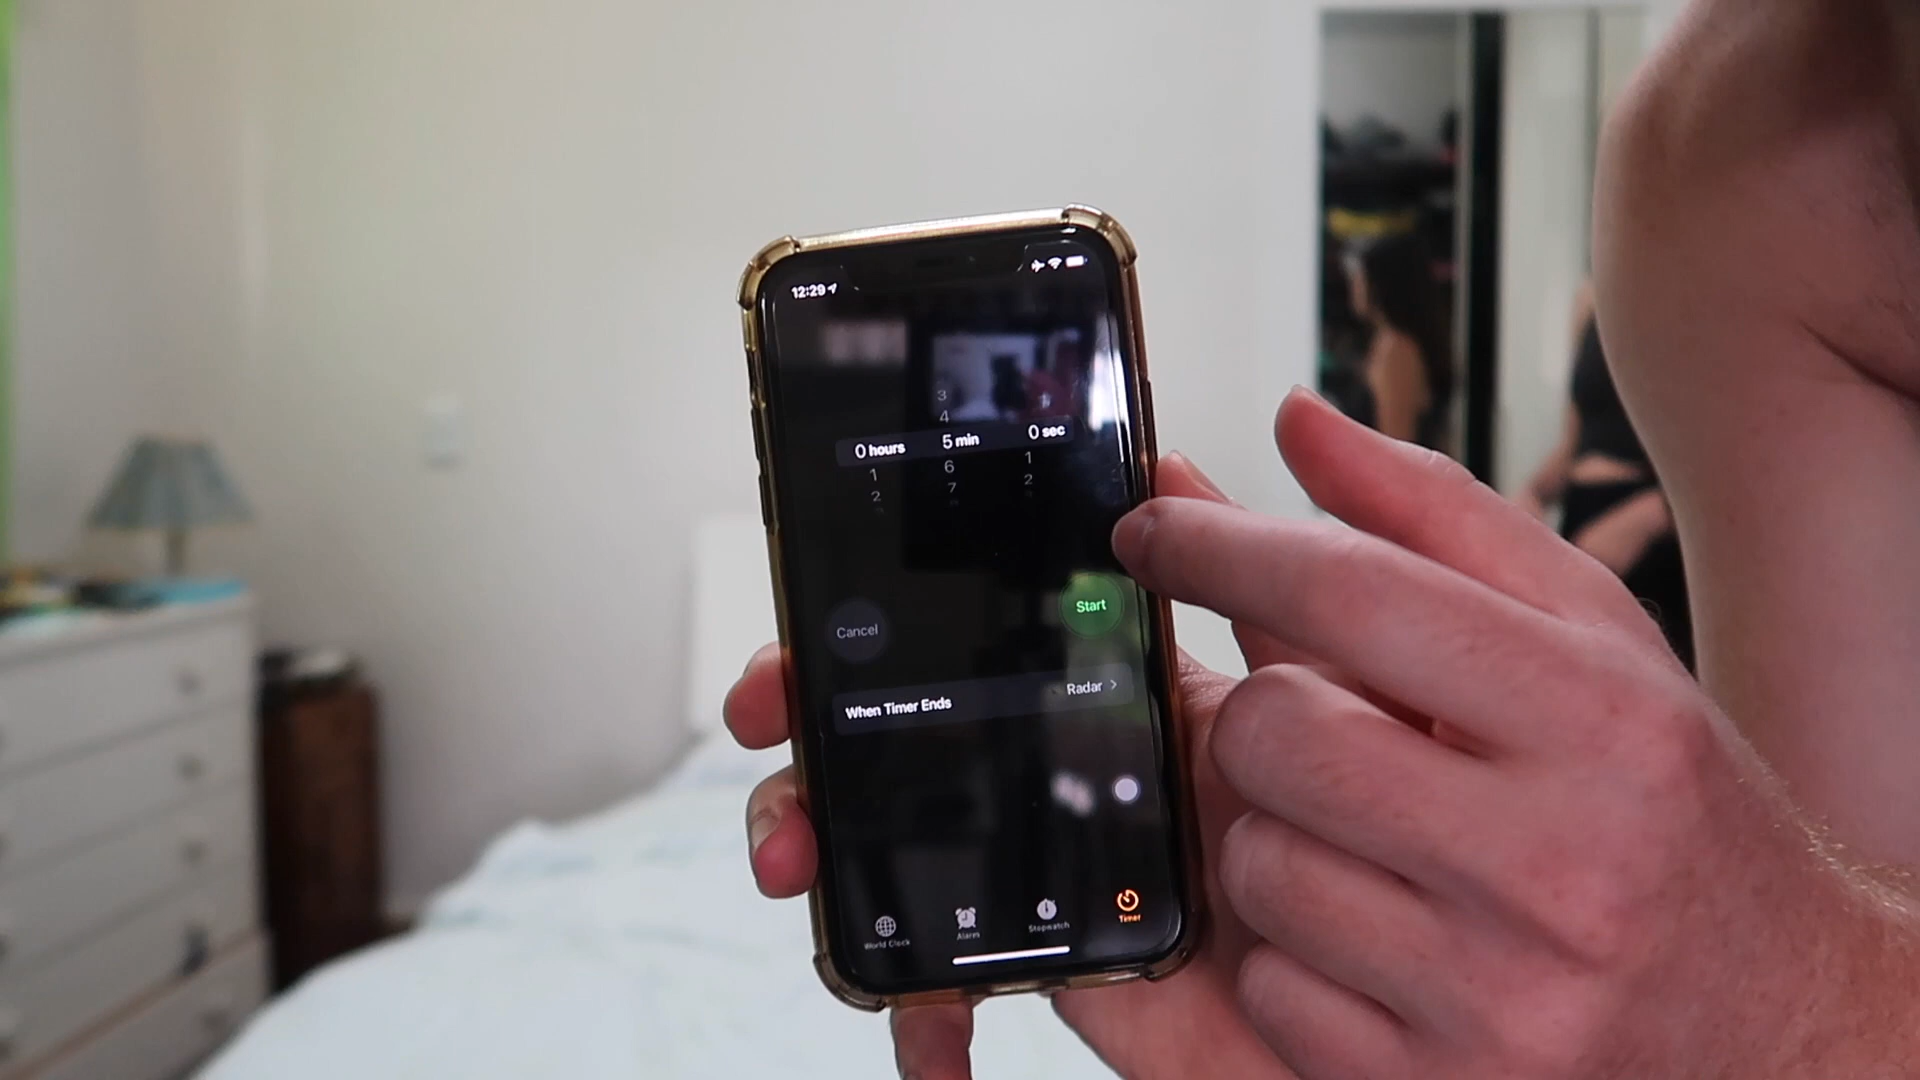 12:29
3
4
0 hours 5 min 0 sec
1 6 1
2 7 2
Cancel Start
When Timer Ends Radar >
World Clock Alarm Stopwatch Timer